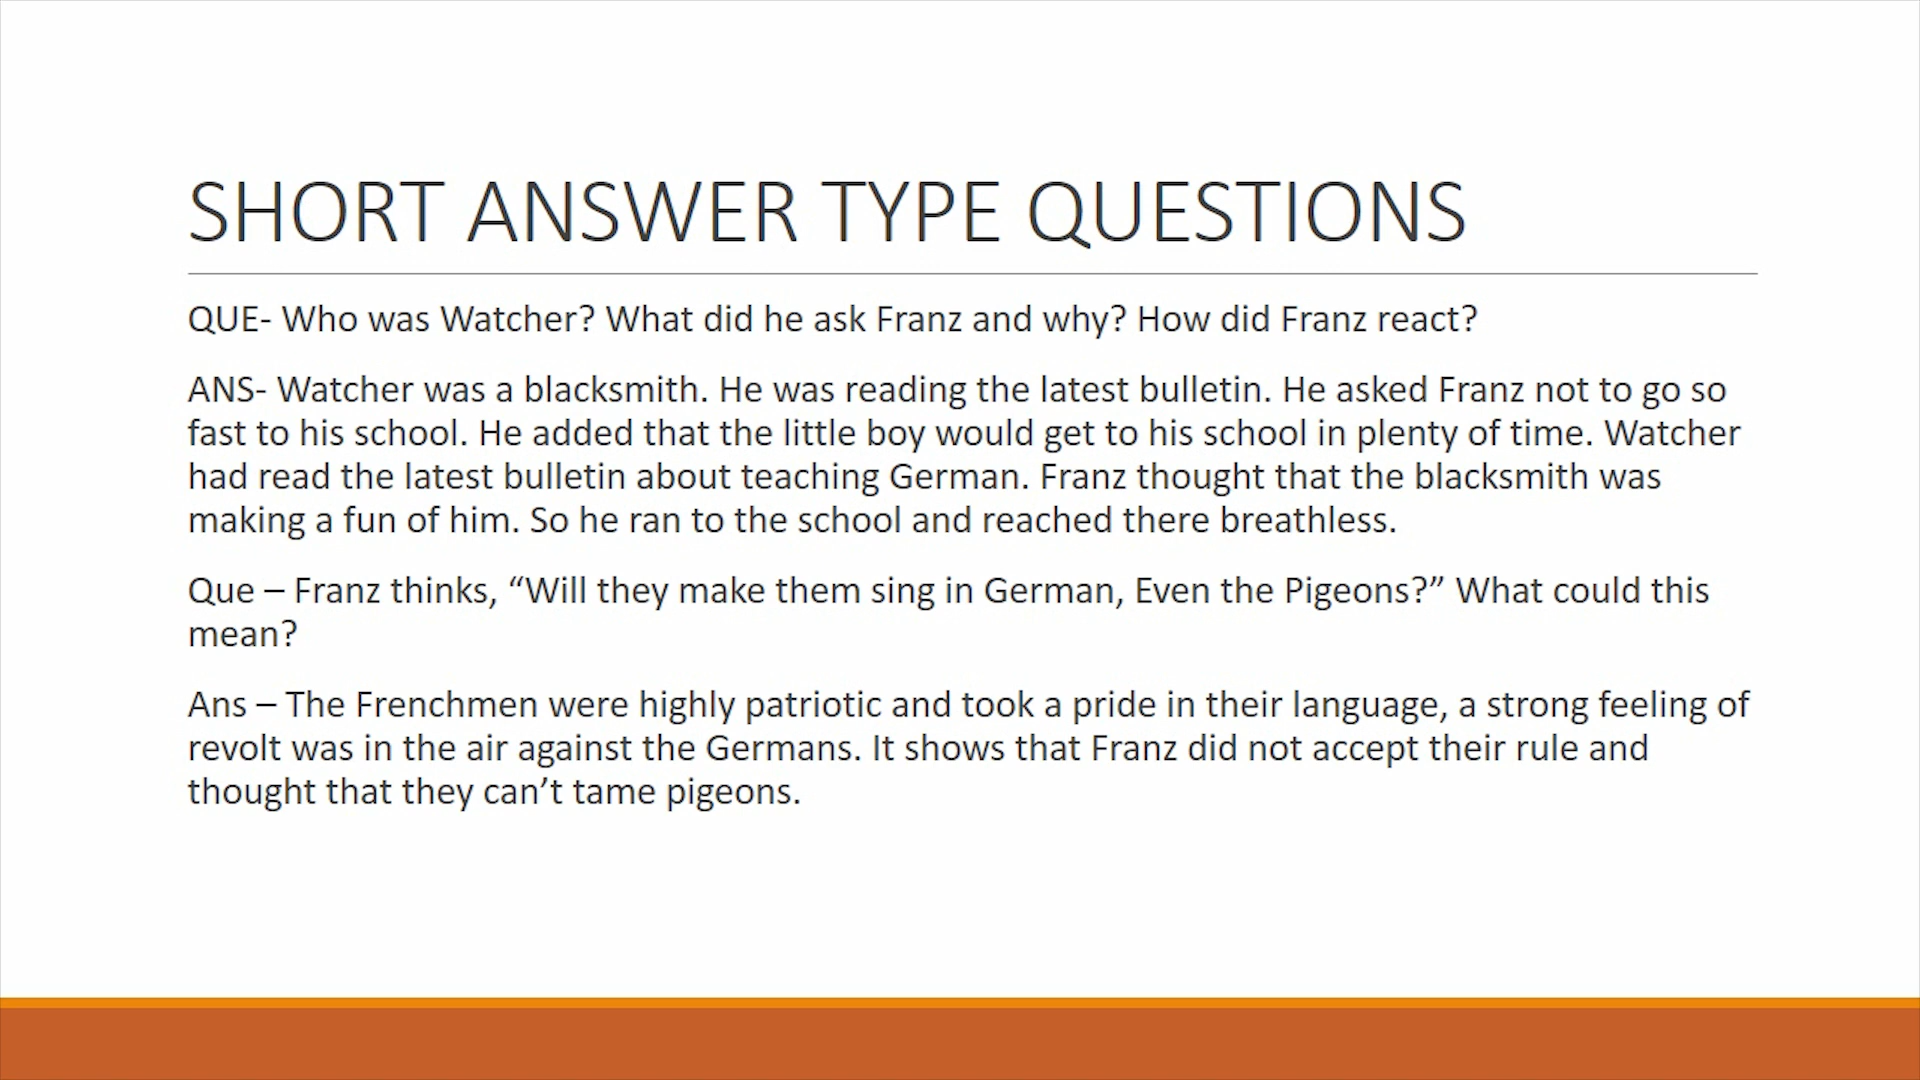 SHORT ANSWER TYPE QUESTIONS
QUE- Who was Watcher? What did he ask Franz and why? How did Franz react?
ANS- Watcher was a blacksmith. He was reading the latest bulletin. He asked Franz not to go so
fast to his school. He added that the little boy would get to his school in plenty of time. Watcher
had read the latest bulletin about teaching German. Franz thought that the blacksmith was
making a fun of him. So he ran to the school and reached there breathless.
Que – Franz thinks, “Will they make them sing in German, Even the Pigeons?” What could this
mean?
Ans – The Frenchmen were highly patriotic and took a pride in their language, a strong feeling of
revolt was in the air against the Germans. It shows that Franz did not accept their rule and
thought that they can’t tame pigeons.